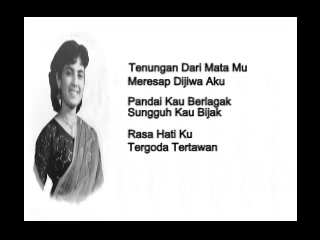 Tenungan Dari Mata Mu
Meresap Dijiwa Aku
Pandai Kau Berlagak
Sungguh Kau Bijak
Rasa Hati Ku
Tergoda Tertawan